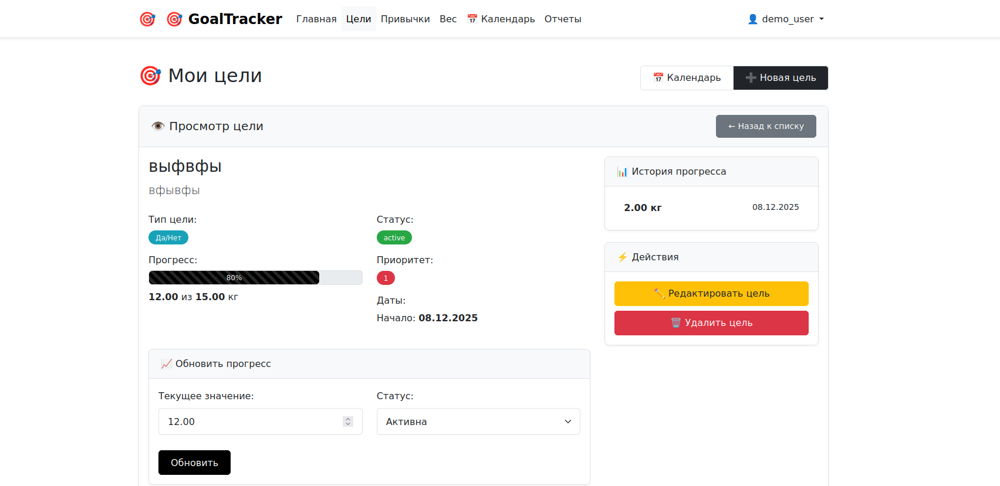 GoalTracker Главная Цели Привычки Вес Календарь Отчеты demo_user
Мои цели
Календарь Новая цель
Просмотр цели
← Назад к списку
выфвфы
вфывфы
Тип цели:
Да/Нет
Статус:
active
Прогресс:
80%
12.00 из 15.00 кг
Приоритет:
1
Даты:
Начало: 08.12.2025
История прогресса
2.00 кг 08.12.2025
Действия
Редактировать цель
Удалить цель
Обновить прогресс
Текущее значение:
12.00
Статус:
Активна
Обновить